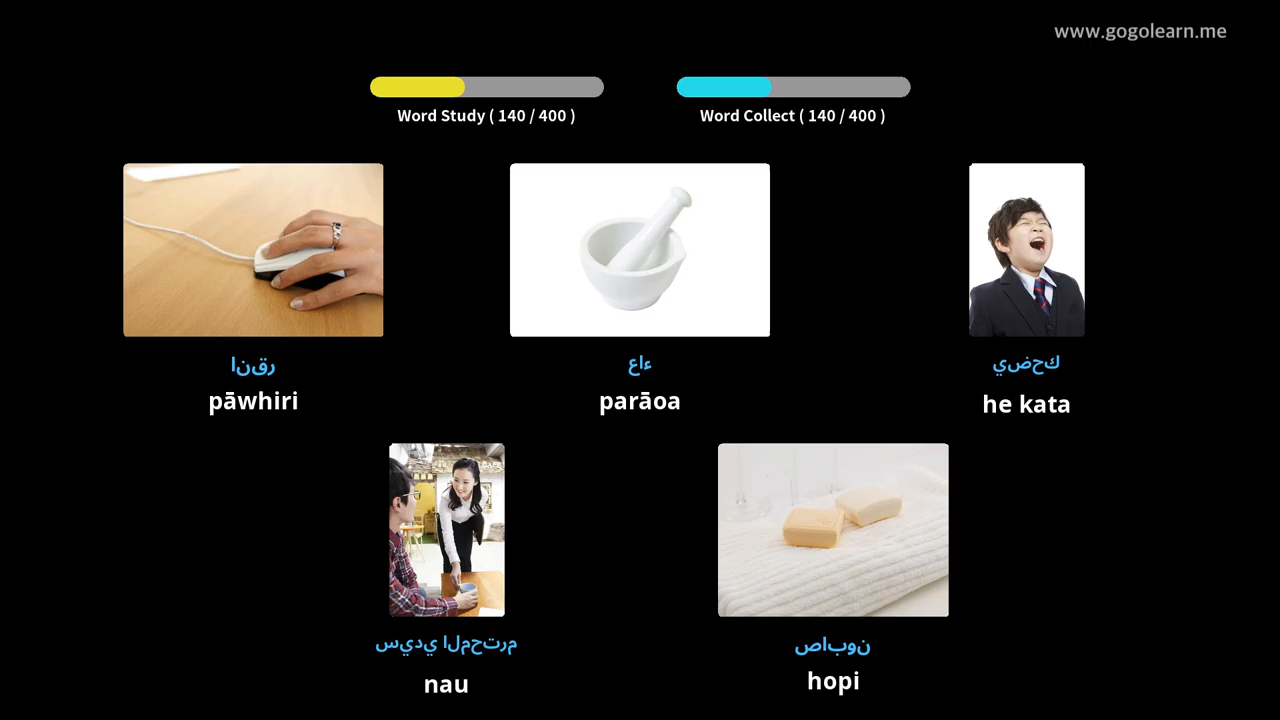 www.gogolearn.me
Word Study ( 140 / 400 )
Word Collect ( 140 / 400 )
انقر
عاء
يضحك
pāwhiri
parāoa
he kata
سيدي المحترم
صابون
nau
hopi